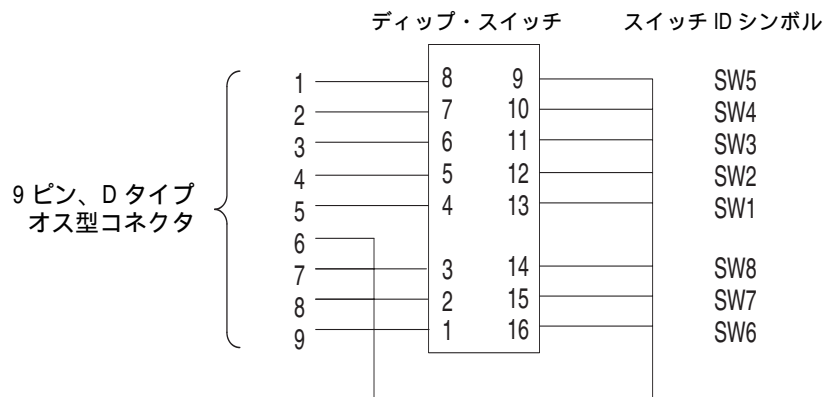 ディップ・スイッチ スイッチ ID シンボル
1 8 9 SW5
2 7 10 SW4
3 6 11 SW3
4 5 12 SW2
5 4 13 SW1
6
7 3 14 SW8
8 2 15 SW7
9 1 16 SW6
9 ピン、D タイプ
オス型コネクタ